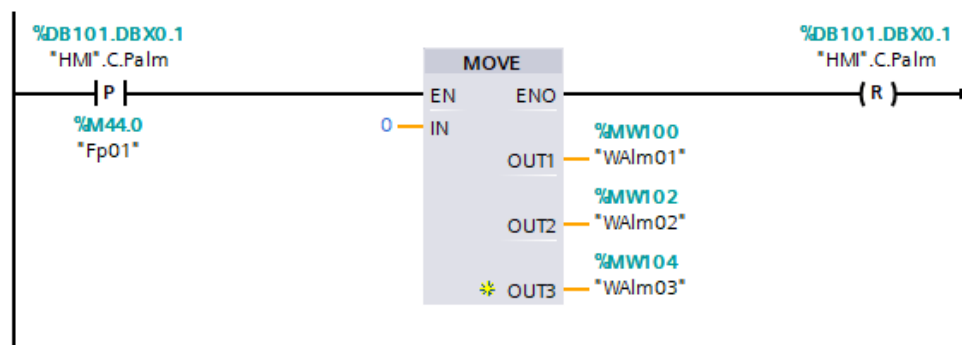 %DB101.DBX0.1
"HMI".C.Palm
P
%M44.0
"Fp01"
MOVE
EN
ENO
0
IN
OUT1
%MW100
"WAlm01"
OUT2
%MW102
"WAlm02"
OUT3
%MW104
"WAlm03"
%DB101.DBX0.1
"HMI".C.Palm
R